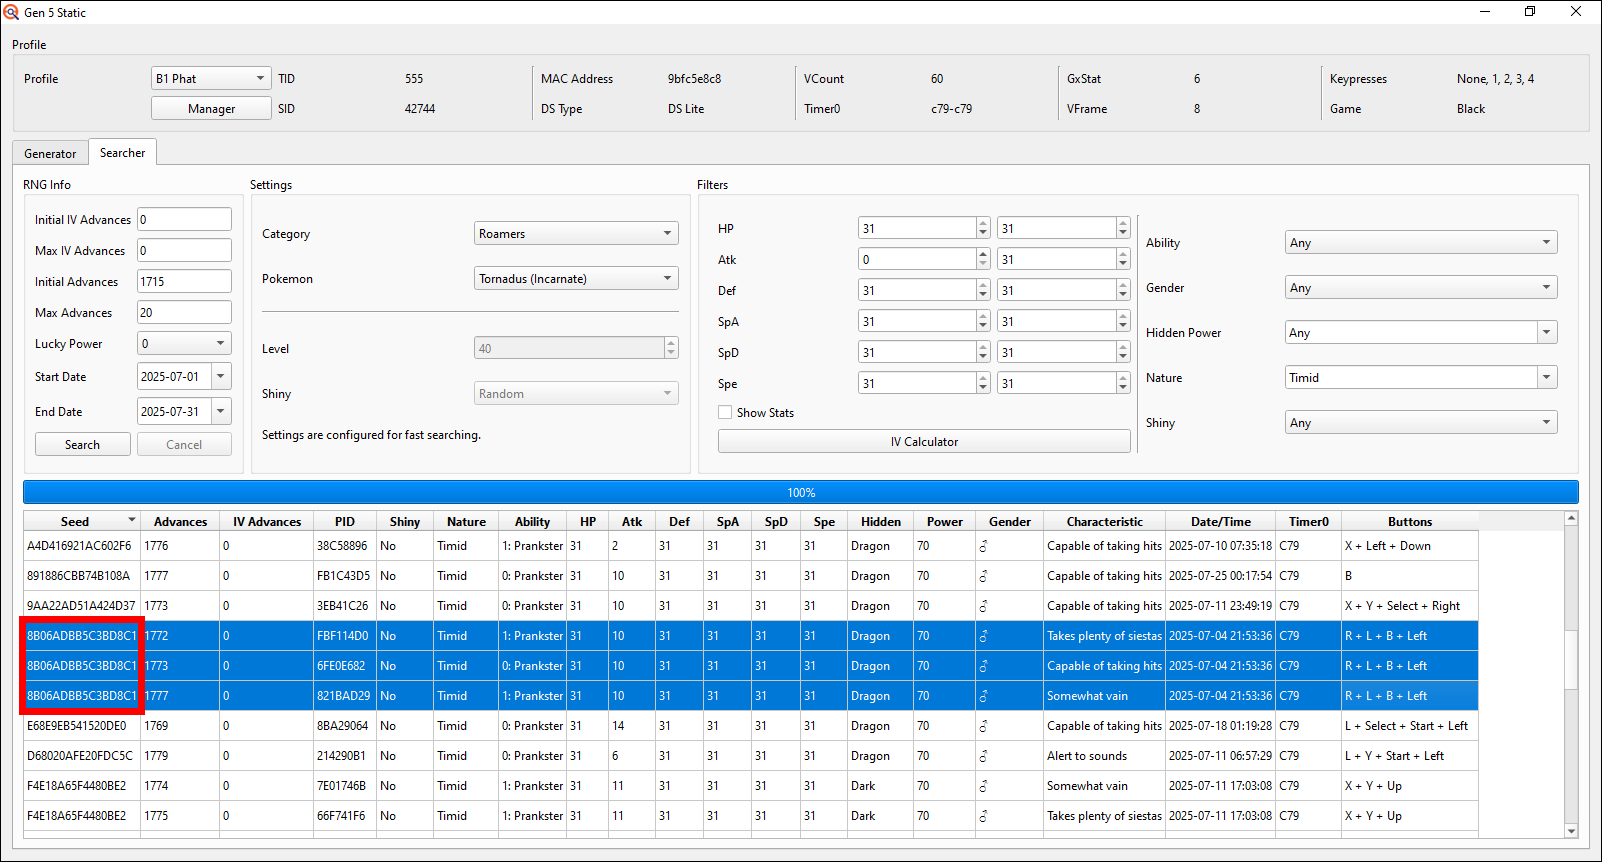 Gen 5 Static
Profile
Profile B1 Phat TID 555 MAC Address 9bfc5e8c8 VCount 60 GxStat 6 Keypresses None, 1, 2, 3, 4
Manager SID 42744 DS Type DS Lite Timer0 c79-c79 VFrame 8 Game Black
Generator Searcher
RNG Info
Initial IV Advances 0
Max IV Advances 0
Initial Advances 1715
Max Advances 20
Lucky Power 0
Start Date 2025-07-01
End Date 2025-07-31
Search Cancel
Settings
Category Roamers
Pokemon Tornadus (Incarnate)
Level 40
Shiny Random
Settings are configured for fast searching.
Filters
HP 31 31
Atk 0 31
Def 31 31
SpA 31 31
SpD 31 31
Spe 31 31
Show Stats
IV Calculator
Ability Any
Gender Any
Hidden Power Any
Nature Timid
Shiny Any
100%
Seed Advances IV Advances PID Shiny Nature Ability HP Atk Def SpA SpD Spe Hidden Power Gender Characteristic Date/Time Timer0 Buttons
A4D416921AC602F6 1776 0 38C58896 No Timid 1: Prankster 31 2 31 31 31 31 Dragon 70 ♂ Capable of taking hits 2025-07-10 07:35:18 C79 X + Left + Down
891886CBB74B108A 1777 0 FB1C43D5 No Timid 0: Prankster 31 10 31 31 31 31 Dragon 70 ♂ Capable of taking hits 2025-07-25 00:17:54 C79 B
9AA22AD51A424D37 1773 0 3EB41C26 No Timid 0: Prankster 31 10 31 31 31 31 Dragon 70 ♂ Capable of taking hits 2025-07-11 23:49:19 C79 X + Y + Select + Right
8B06ADBB5C3BD8C1 1772 0 FBF114D0 No Timid 1: Prankster 31 10 31 31 31 31 Dragon 70 ♂ Takes plenty of siestas 2025-07-04 21:53:36 C79 R + L + B + Left
8B06ADBB5C3BD8C1 1773 0 6FE0E682 No Timid 0: Prankster 31 10 31 31 31 31 Dragon 70 ♂ Capable of taking hits 2025-07-04 21:53:36 C79 R + L + B + Left
8B06ADBB5C3BD8C1 1777 0 821BAD29 No Timid 1: Prankster 31 10 31 31 31 31 Dragon 70 ♂ Somewhat vain 2025-07-04 21:53:36 C79 R + L + B + Left
E68E9EB541520DE0 1769 0 8BA29064 No Timid 0: Prankster 31 14 31 31 31 31 Dragon 70 ♂ Capable of taking hits 2025-07-18 01:19:28 C79 L + Select + Start + Left
D68020AFE20FDC5C 1779 0 214290B1 No Timid 0: Prankster 31 6 31 31 31 31 Dragon 70 ♂ Alert to sounds 2025-07-11 06:57:29 C79 L + Y + Start + Left
F4E18A65F4480BE2 1774 0 7E01746B No Timid 1: Prankster 31 11 31 31 31 31 Dark 70 ♂ Somewhat vain 2025-07-11 17:03:08 C79 X + Y + Up
F4E18A65F4480BE2 1775 0 66F741F6 No Timid 1: Prankster 31 11 31 31 31 31 Dark 70 ♂ Takes plenty of siestas 2025-07-11 17:03:08 C79 X + Y + Up